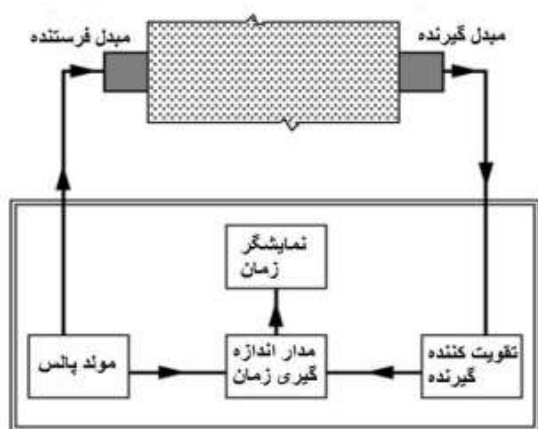 مبدل فرستنده
مبدل گیرنده
نمایشگر
زمان
مولد پالس
مدار اندازه
گیری زمان
تقویت کننده
گیرنده